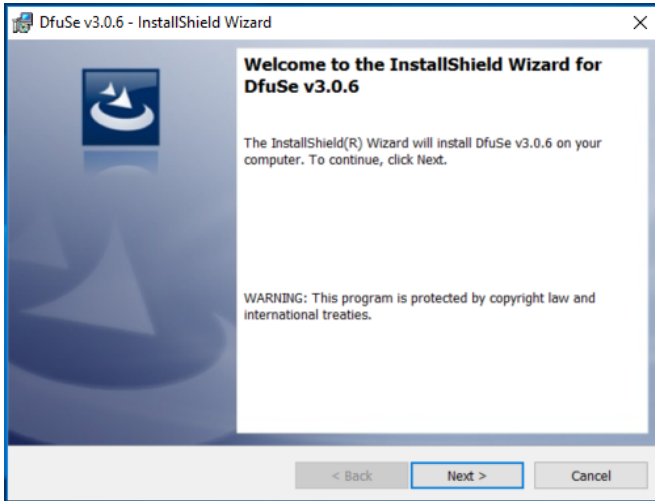 DfuSe v3.0.6 - InstallShield Wizard
Welcome to the InstallShield Wizard for
DfuSe v3.0.6
The InstallShield(R) Wizard will install DfuSe v3.0.6 on your
computer. To continue, click Next.
WARNING: This program is protected by copyright law and
international treaties.
< Back
Next >
Cancel